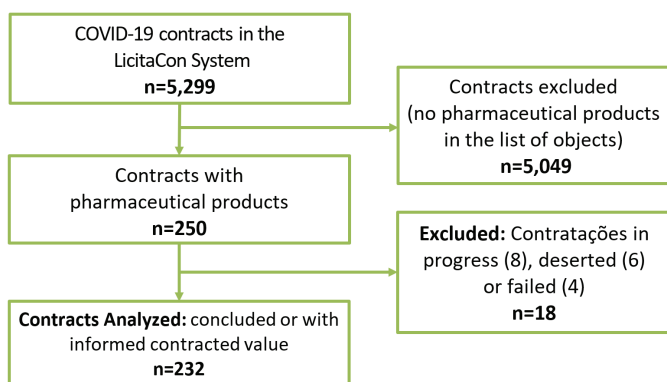 COVID-19 contracts in the
LicitaCon System
n=5,299
Contracts excluded
(no pharmaceutical products
in the list of objects)
n=5,049
Contracts with
pharmaceutical products
n=250
Excluded: Contratações in
progress (8), deserted (6)
or failed (4)
n=18
Contracts Analyzed: concluded or with
informed contracted value
n=232